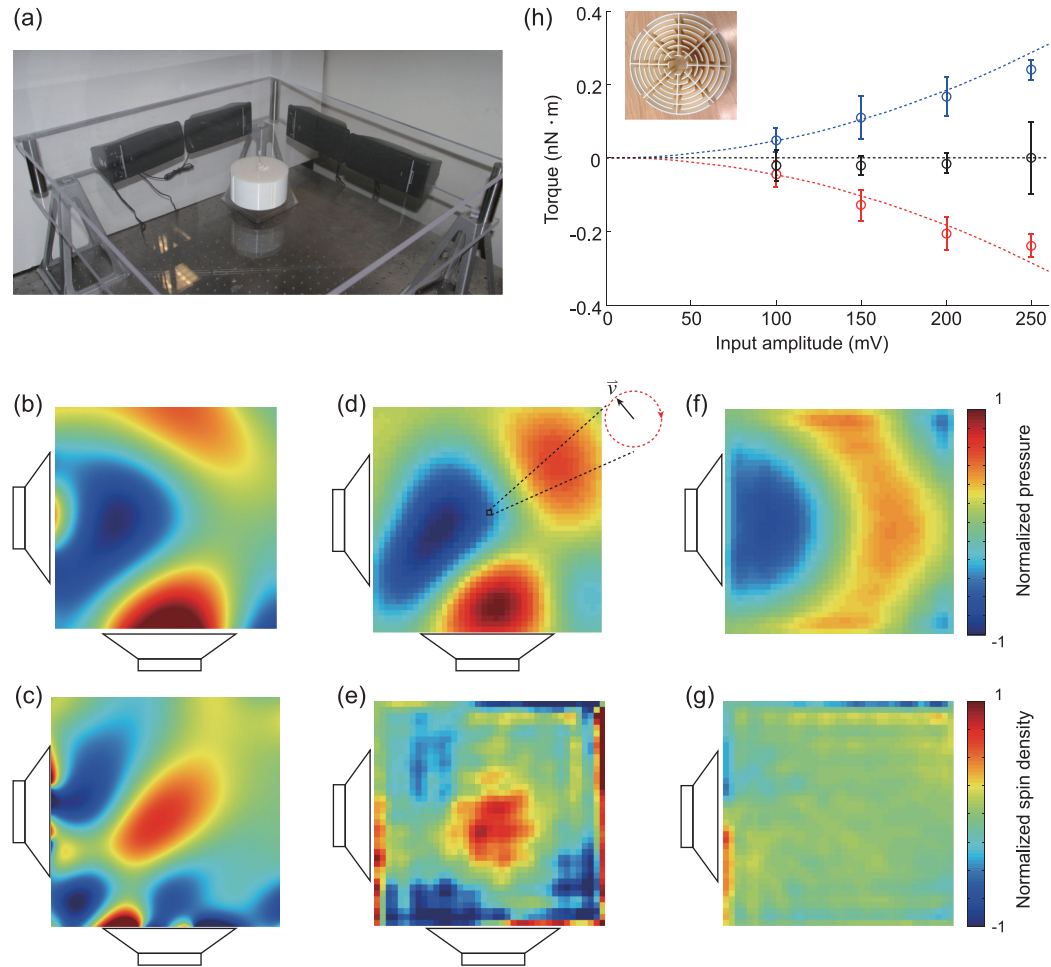 (a)
(h)
0.4
0.2
0
-0.2
-0.4
Torque (nN · m)
0
50
100
150
200
250
Input amplitude (mV)
(b)
(d)
v
(f)
1
-1
Normalized pressure
(c)
(e)
(g)
1
-1
Normalized spin density